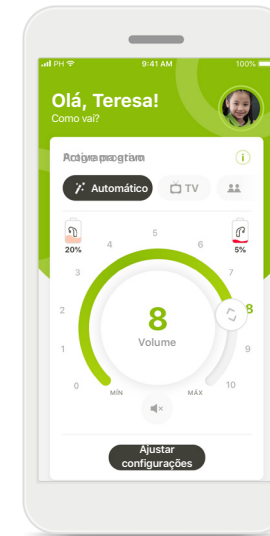 PH 9:41 AM 100%
Olá, Teresa!
Como vai?
Automático TV
20% 5%
5
4 6
3 7
2 8
1 9
0 10
8
Volume
MÍN MÁX
Ajustar
configurações